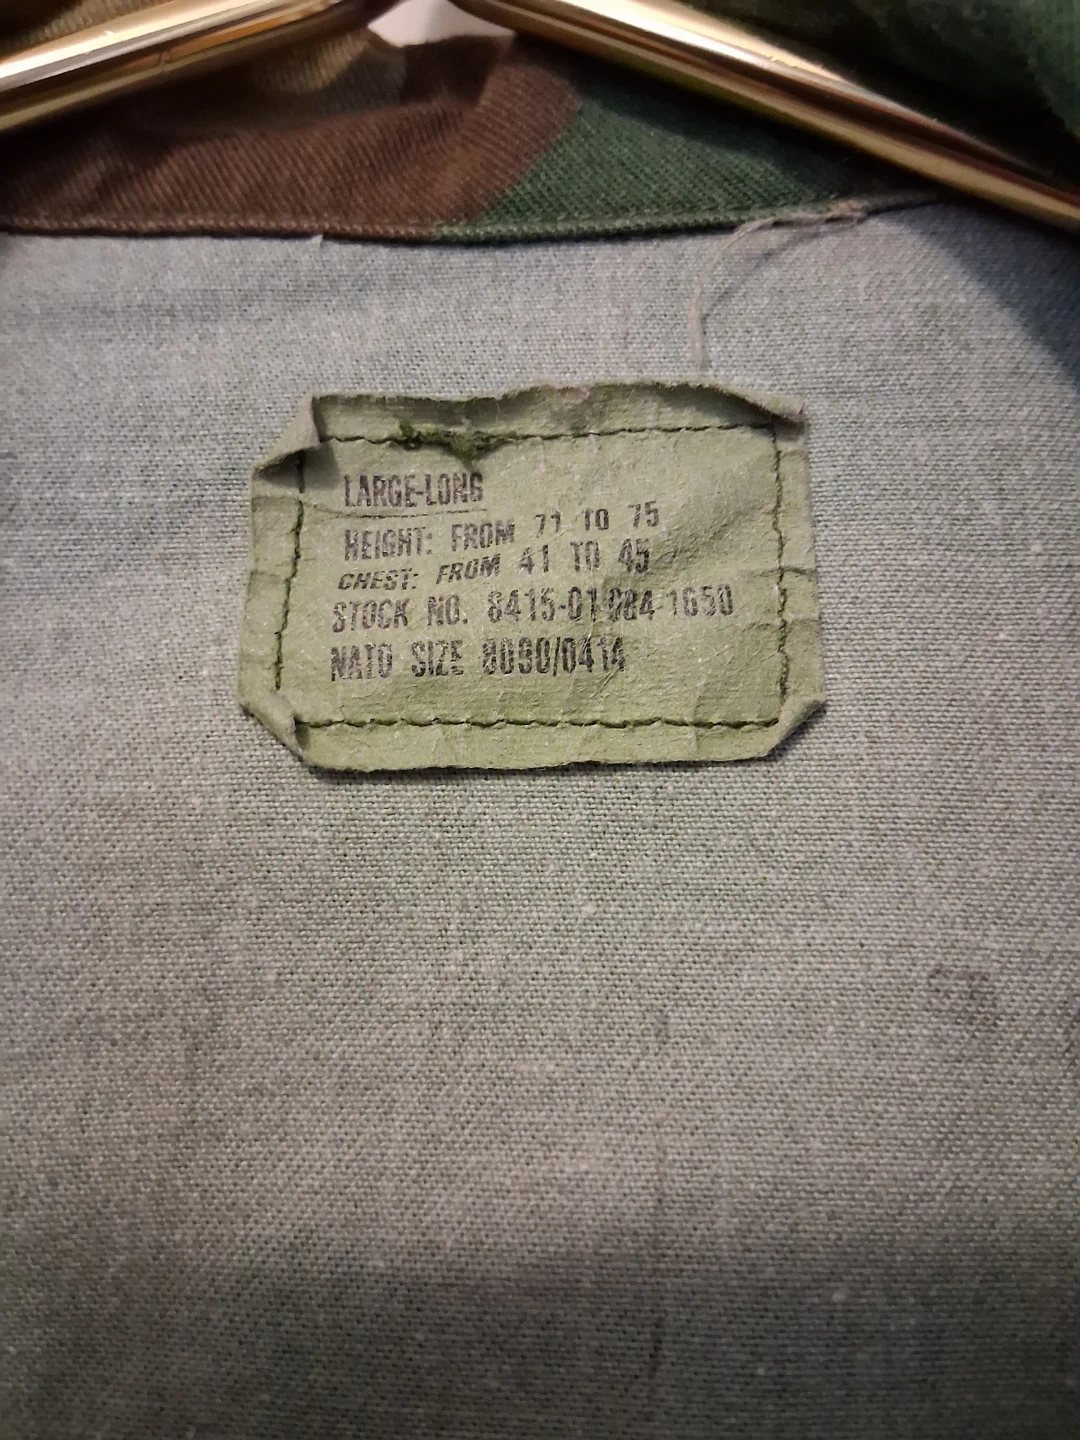 LARGE-LONG
HEIGHT: FROM 71 TO 75
CHEST: FROM 41 TO 45
STOCK NO. 8415-01-084-1650
NATO SIZE 8090/0414